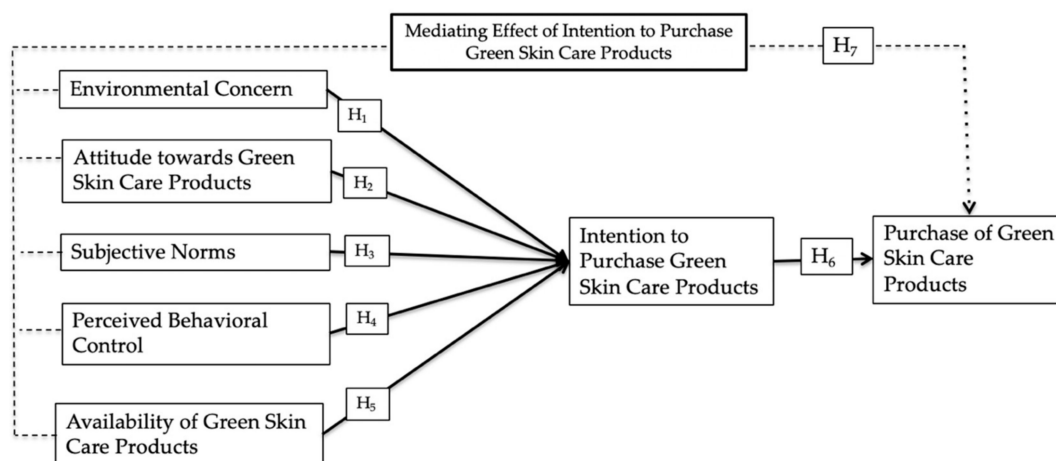 Mediating Effect of Intention to Purchase
Green Skin Care Products
H₇
Environmental Concern
H₁
Attitude towards Green
Skin Care Products
H₂
Subjective Norms
H₃
Perceived Behavioral
Control
H₄
Availability of Green Skin
Care Products
H₅
Intention to
Purchase Green
Skin Care Products
H₆
Purchase of Green
Skin Care
Products